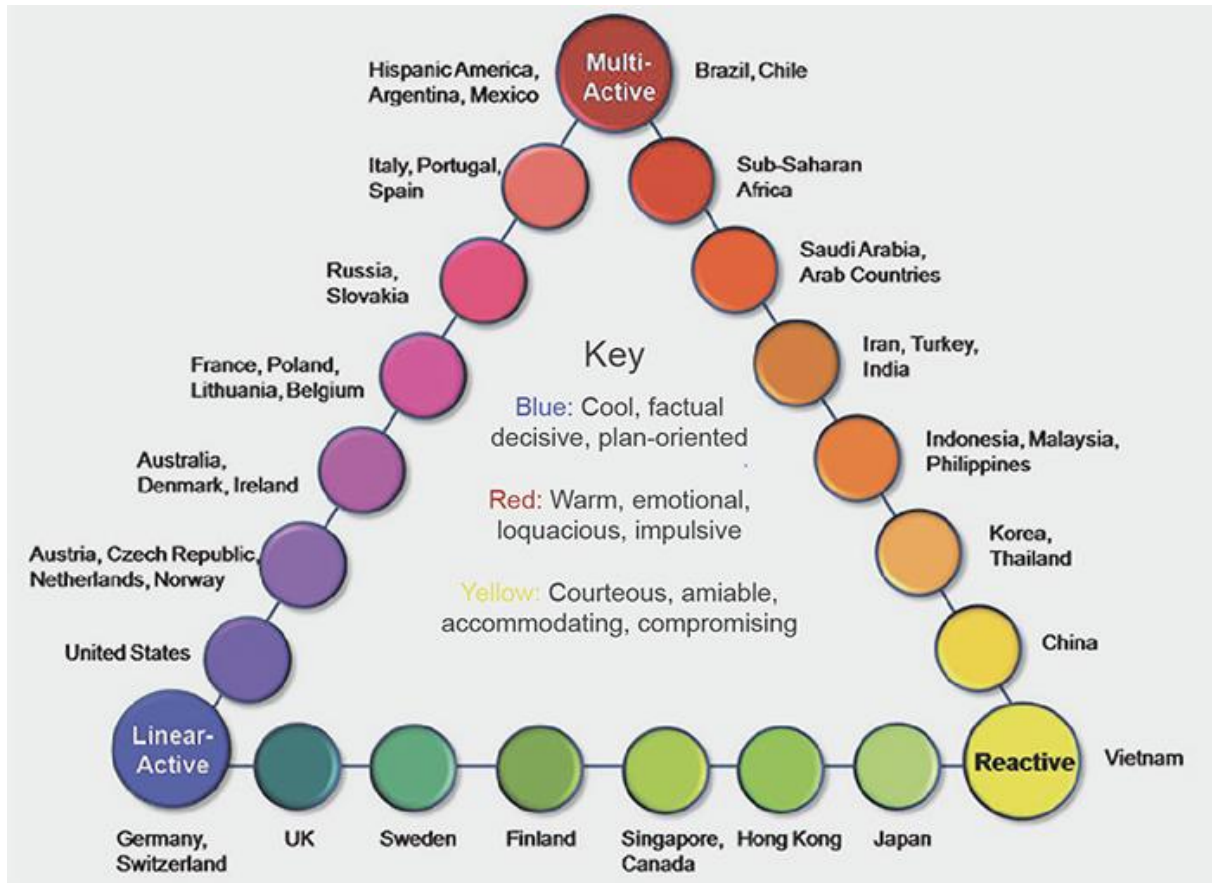 Multi-
Active
Hispanic America,
Argentina, Mexico
Brazil, Chile
Italy, Portugal,
Spain
Sub-Saharan
Africa
Russia,
Slovakia
Saudi Arabia,
Arab Countries
France, Poland,
Lithuania, Belgium
Iran, Turkey,
India
Key
Blue: Cool, factual
decisive, plan-oriented
Red: Warm, emotional,
loquacious, impulsive
Yellow: Courteous, amiable,
accommodating, compromising
Australia,
Denmark, Ireland
Indonesia, Malaysia,
Philippines
Austria, Czech Republic,
Netherlands, Norway
Korea,
Thailand
United States
China
Linear-
Active
Reactive
Vietnam
Germany,
Switzerland
UK
Sweden
Finland
Singapore,
Canada
Hong Kong
Japan